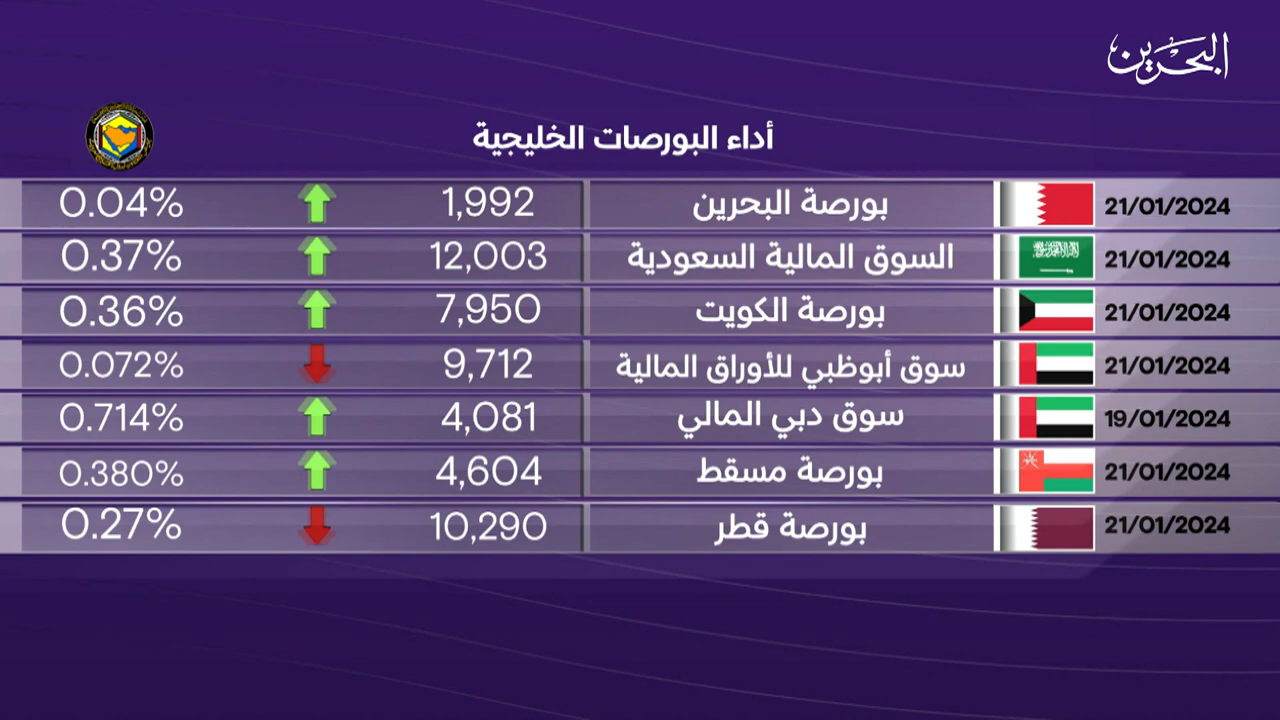 البحرين
أداء البورصات الخليجية
21/01/2024 بورصة البحرين 1,992 0.04%
21/01/2024 السوق المالية السعودية 12,003 0.37%
21/01/2024 بورصة الكويت 7,950 0.36%
21/01/2024 سوق أبوظبي للأوراق المالية 9,712 0.072%
19/01/2024 سوق دبي المالي 4,081 0.714%
21/01/2024 بورصة مسقط 4,604 0.380%
21/01/2024 بورصة قطر 10,290 0.27%